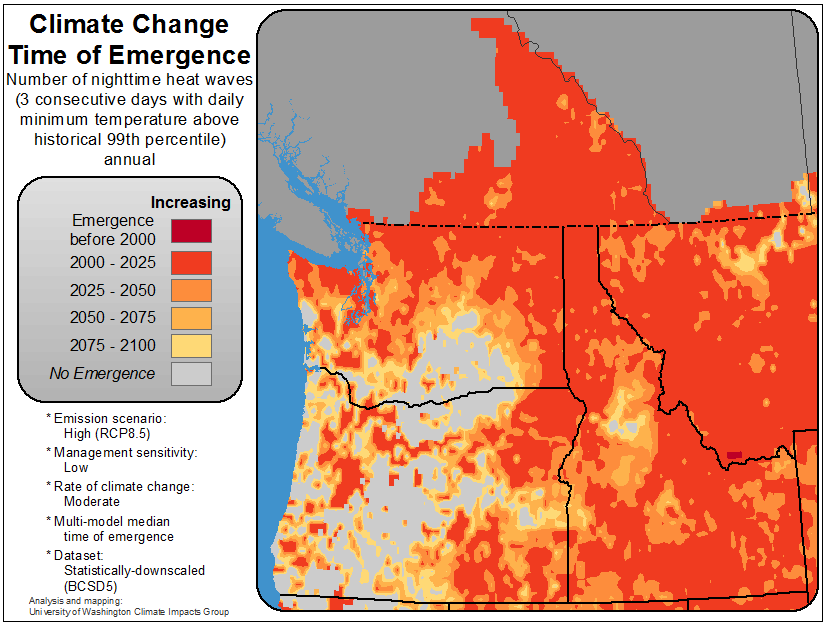 Climate Change
Time of Emergence
Number of nighttime heat waves
(3 consecutive days with daily
minimum temperature above
historical 99th percentile)
annual
Increasing
Emergence
before 2000
2000 - 2025
2025 - 2050
2050 - 2075
2075 - 2100
No Emergence
* Emission scenario:
High (RCP8.5)
* Management sensitivity:
Low
* Rate of climate change:
Moderate
* Multi-model median
time of emergence
* Dataset:
Statistically-downscaled
(BCSD5)
Analysis and mapping:
University of Washington Climate Impacts Group